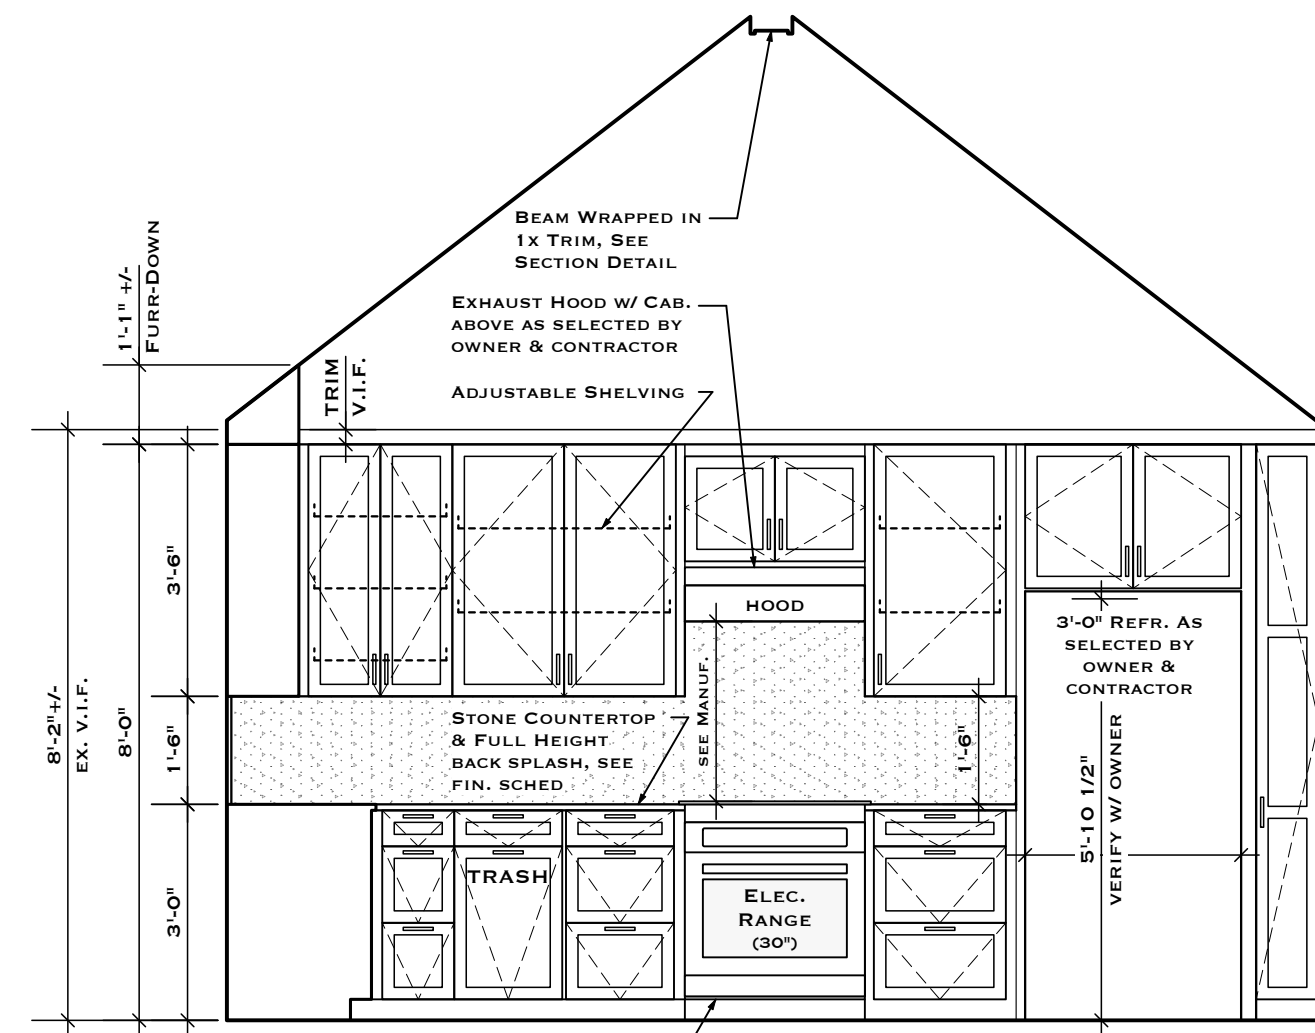 BEAM WRAPPED IN
1X TRIM, SEE
SECTION DETAIL
EXHAUST HOOD W/ CAB.
ABOVE AS SELECTED BY
OWNER & CONTRACTOR
ADJUSTABLE SHELVING
1'-1" +/-
FURR-DOWN
TRIM
V.I.F.
3'-6"
8'-2"+/-
EX. V.I.F.
8'-0"
1'-6"
3'-0"
HOOD
SEE MANUF.
STONE COUNTERTOP
& FULL HEIGHT
BACK SPLASH, SEE
FIN. SCHED
1'-6"
3'-0" REFR. AS
SELECTED BY
OWNER &
CONTRACTOR
5'-10 1/2"
VERIFY W/ OWNER
TRASH
ELEC.
RANGE
(30")